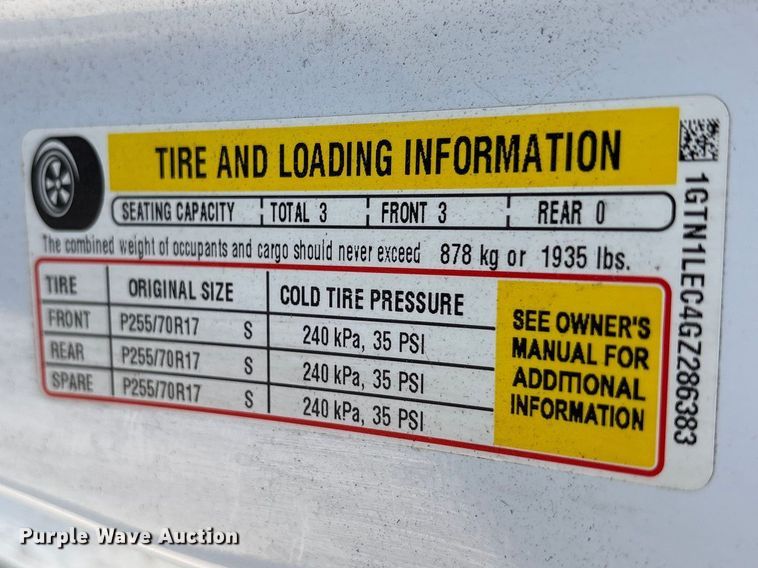 TIRE AND LOADING INFORMATION
SEATING CAPACITY TOTAL 3 FRONT 3 REAR 0
The combined weight of occupants and cargo should never exceed 878 kg or 1935 lbs.
TIRE ORIGINAL SIZE COLD TIRE PRESSURE
FRONT P255/70R17 S 240 kPa, 35 PSI
REAR P255/70R17 S 240 kPa, 35 PSI
SPARE P255/70R17 S 240 kPa, 35 PSI
SEE OWNER'S
MANUAL FOR
ADDITIONAL
INFORMATION
1GTN1LEC4GZ286383
Purple Wave Auction